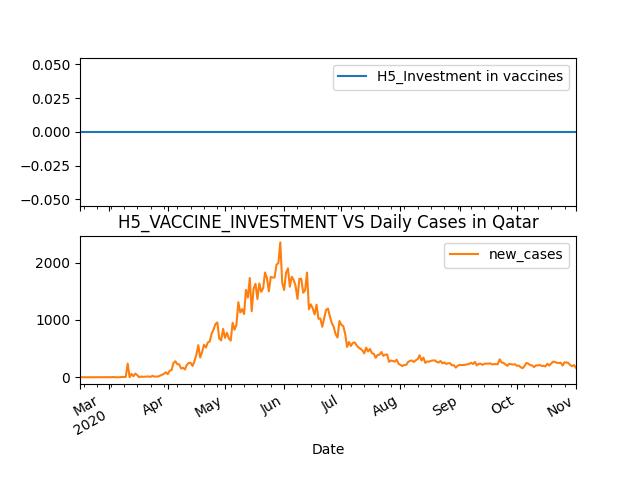 0.050
0.025
0.000
−0.025
−0.050
H5_Investment in vaccines
H5_VACCINE_INVESTMENT VS Daily Cases in Qatar
2000
1000
0
new_cases
Mar
2020
Apr
May
Jun
Jul
Aug
Sep
Oct
Nov
Date